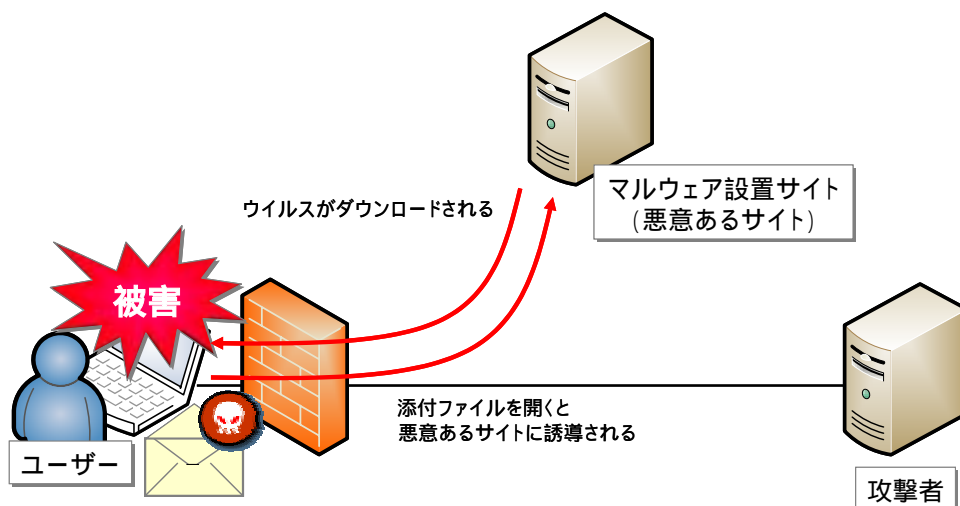 マルウェア設置サイト
(悪意あるサイト)
ウイルスがダウンロードされる
被害
添付ファイルを開くと
悪意あるサイトに誘導される
ユーザー
攻撃者